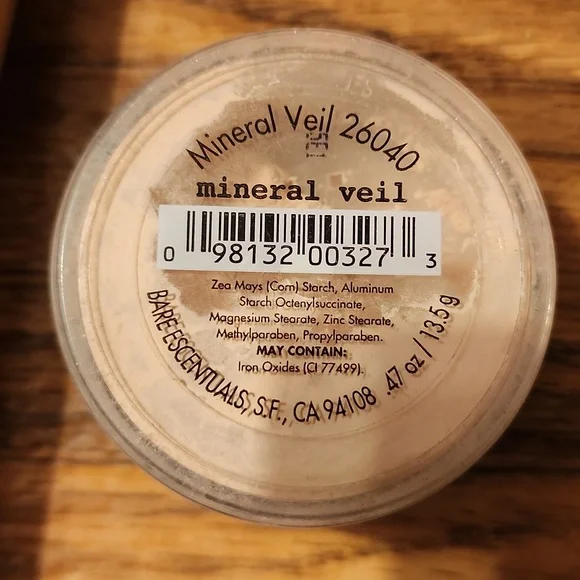 Mineral Veil 26040
mineral veil
0 98132 00327 3
Zea Mays (Corn) Starch, Aluminum
Starch Octenylsuccinate,
Magnesium Stearate, Zinc Stearate,
Methylparaben, Propylparaben.
MAY CONTAIN:
Iron Oxides (CI 77499).
BARE ESCENTUALS, S.F., CA 94108 .47 oz / 13.5g